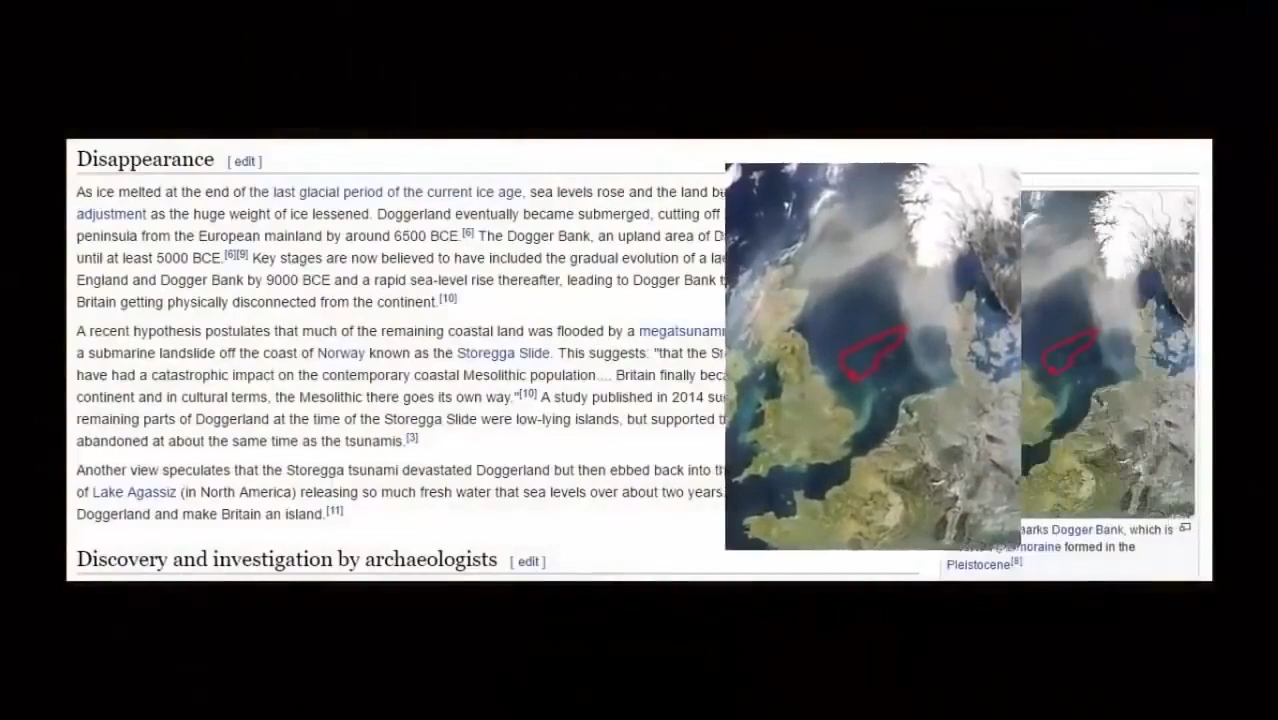 Disappearance [ edit ]
As ice melted at the end of the last glacial period of the current ice age, sea levels rose and the land
adjustment as the huge weight of ice lessened. Doggerland eventually became submerged, cutting off
peninsula from the European mainland by around 6500 BCE.[6] The Dogger Bank, an upland area of
until at least 5000 BCE.[6][9] Key stages are now believed to have included the gradual evolution of a
England and Dogger Bank by 9000 BCE and a rapid sea-level rise thereafter, leading to Dogger Bank
Britain getting physically disconnected from the continent.[10]
A recent hypothesis postulates that much of the remaining coastal land was flooded by a megatsunami
a submarine landslide off the coast of Norway known as the Storegga Slide. This suggests: "that the
have had a catastrophic impact on the contemporary coastal Mesolithic population.... Britain finally
continent and in cultural terms, the Mesolithic there goes its own way."[10] A study published in 2014
remaining parts of Doggerland at the time of the Storegga Slide were low-lying islands, but supported
abandoned at about the same time as the tsunamis.[3]
Another view speculates that the Storegga tsunami devastated Doggerland but then ebbed back into
of Lake Agassiz (in North America) releasing so much fresh water that sea levels over about two years
Doggerland and make Britain an island.[11]
Discovery and investigation by archaeologists [ edit ]
marks Dogger Bank, which is
moraine formed in the
Pleistocene[8]